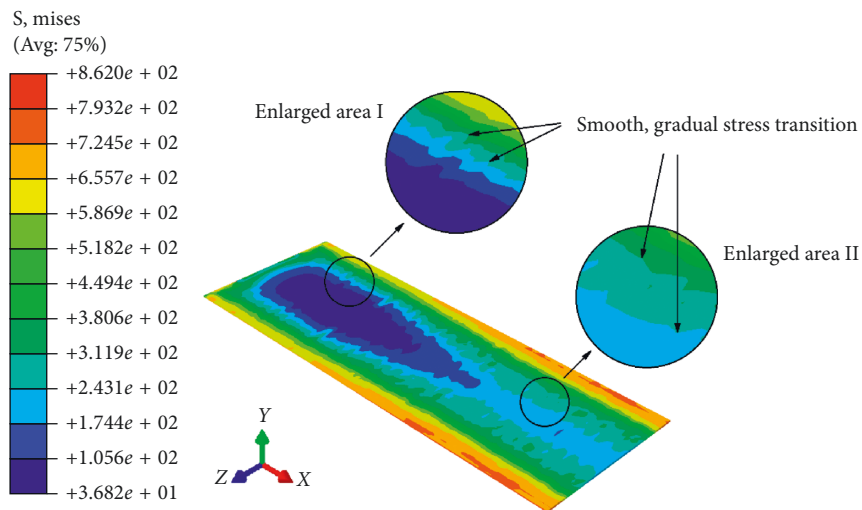 S, mises
(Avg: 75%)
+8.620e + 02
+7.932e + 02
+7.245e + 02
+6.557e + 02
+5.869e + 02
+5.182e + 02
+4.494e + 02
+3.806e + 02
+3.119e + 02
+2.431e + 02
+1.744e + 02
+1.056e + 02
+3.682e + 01
Enlarged area I
Smooth, gradual stress transition
Enlarged area II
Y
Z
X